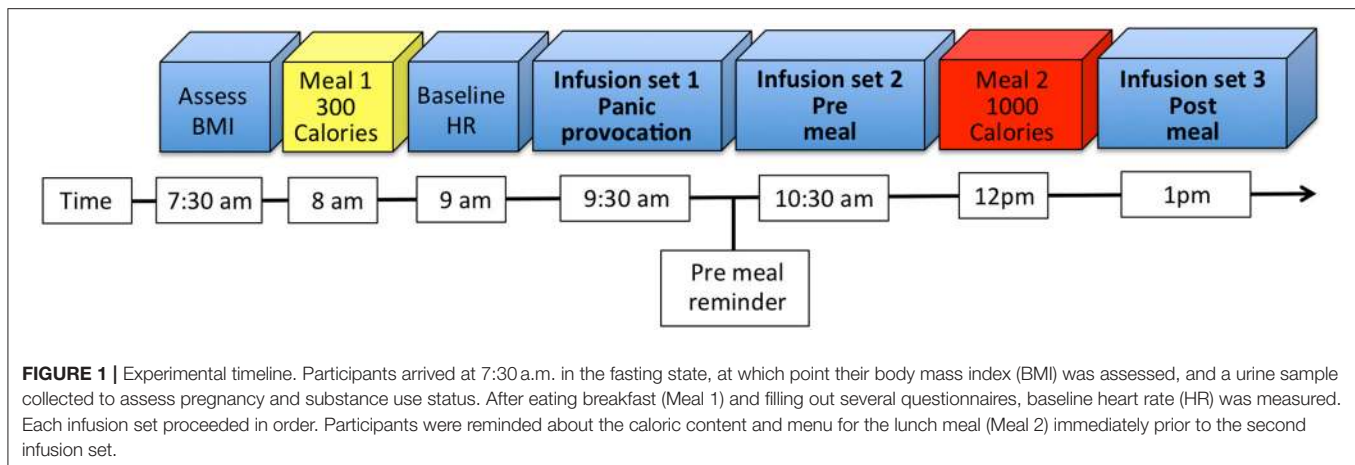 Assess
BMI
Meal 1
300
Calories
Baseline
HR
Infusion set 1
Panic
provocation
Infusion set 2
Pre
meal
Meal 2
1000
Calories
Infusion set 3
Post
meal
Time
7:30 am
8 am
9 am
9:30 am
10:30 am
12pm
1pm
Pre meal
reminder
FIGURE 1 | Experimental timeline. Participants arrived at 7:30 a.m. in the fasting state, at which point their body mass index (BMI) was assessed, and a urine sample
collected to assess pregnancy and substance use status. After eating breakfast (Meal 1) and filling out several questionnaires, baseline heart rate (HR) was measured.
Each infusion set proceeded in order. Participants were reminded about the caloric content and menu for the lunch meal (Meal 2) immediately prior to the second
infusion set.